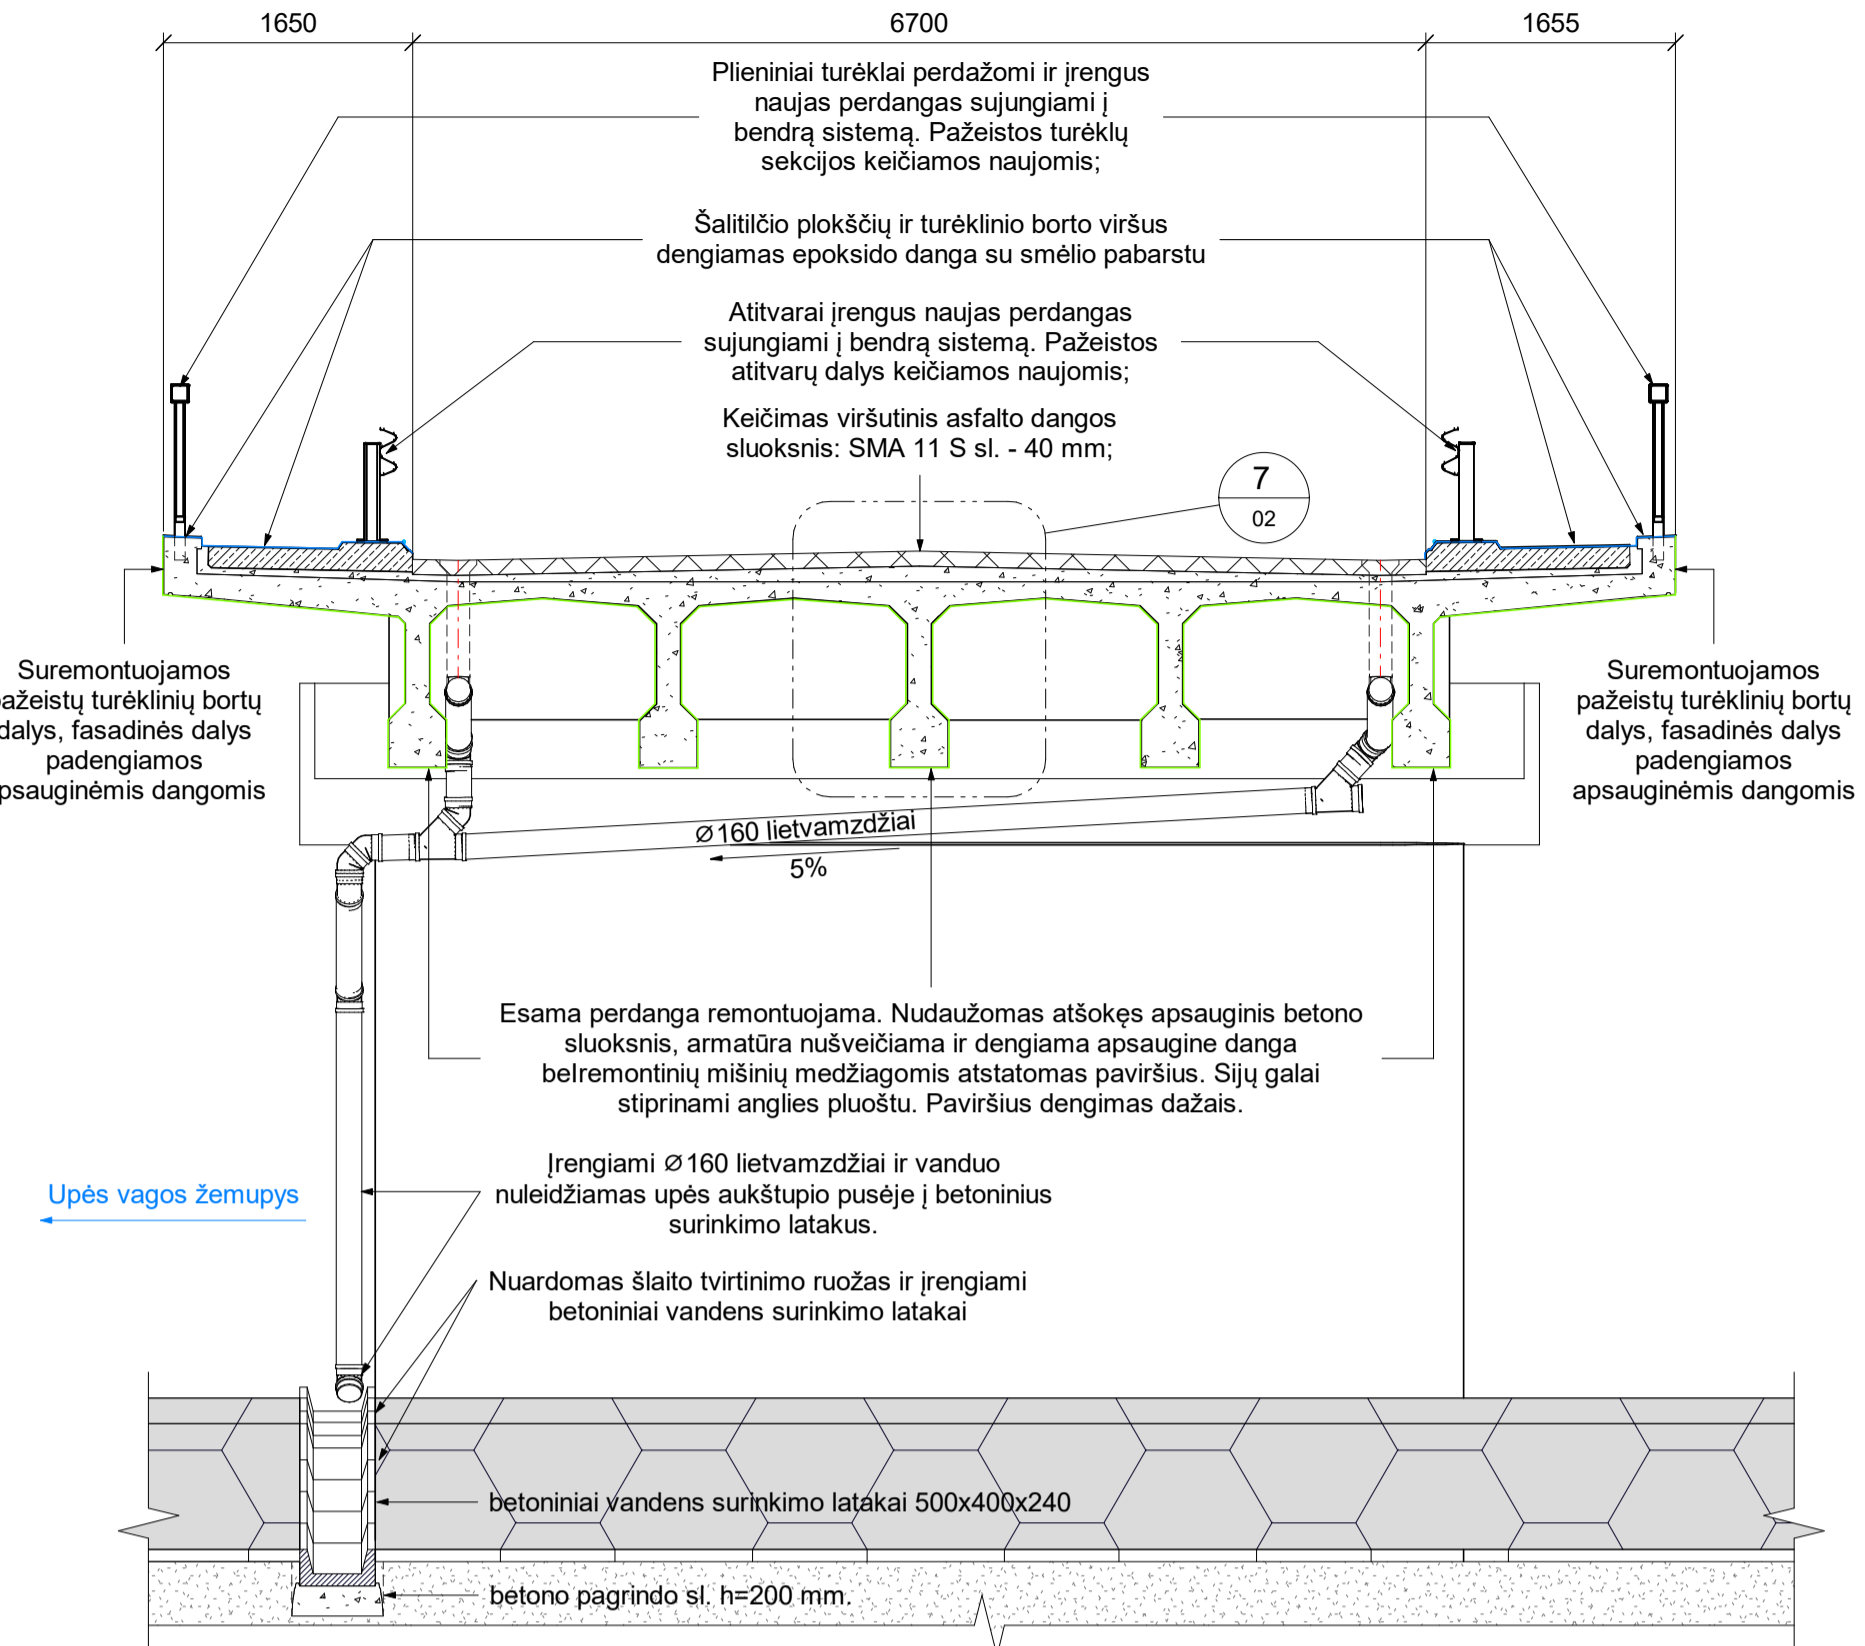 1650
6700
1655
Plieniniai turėklai perdažomi ir įrengus
naujas perdangas sujungiami į
bendrą sistemą. Pažeistos turėklų
sekcijos keičiamos naujomis;
Šalitilčio plokščių ir turėklinio borto viršus
dengiamas epoksido danga su smėlio pabarstu
Atitvarai įrengus naujas perdangas
sujungiami į bendrą sistemą. Pažeistos
atitvarų dalys keičiamos naujomis;
Keičimas viršutinis asfalto dangos
sluoksnis: SMA 11 S sl. - 40 mm;
7
02
Suremontuojamos
pažeistų turėklinių bortų
dalys, fasadinės dalys
padengiamos
apsauginėmis dangomis
Suremontuojamos
pažeistų turėklinių bortų
dalys, fasadinės dalys
padengiamos
apsauginėmis dangomis
∅160 lietvamzdžiai
5%
Esama perdanga remontuojama. Nudaužomas atšokęs apsauginis betono
sluoksnis, armatūra nušveičiama ir dengiama apsaugine danga
beIremontinių mišinių medžiagomis atstatomas paviršius. Sijų galai
stiprinami anglies pluoštu. Paviršius dengimas dažais.
Įrengiami ∅160 lietvamzdžiai ir vanduo
nuleidžiamas upės aukštupio pusėje į betoninius
surinkimo latakus.
Upės vagos žemupys
Nuardomas šlaito tvirtinimo ruožas ir įrengiami
betoniniai vandens surinkimo latakai
betoniniai vandens surinkimo latakai 500x400x240
betono pagrindo sl. h=200 mm.